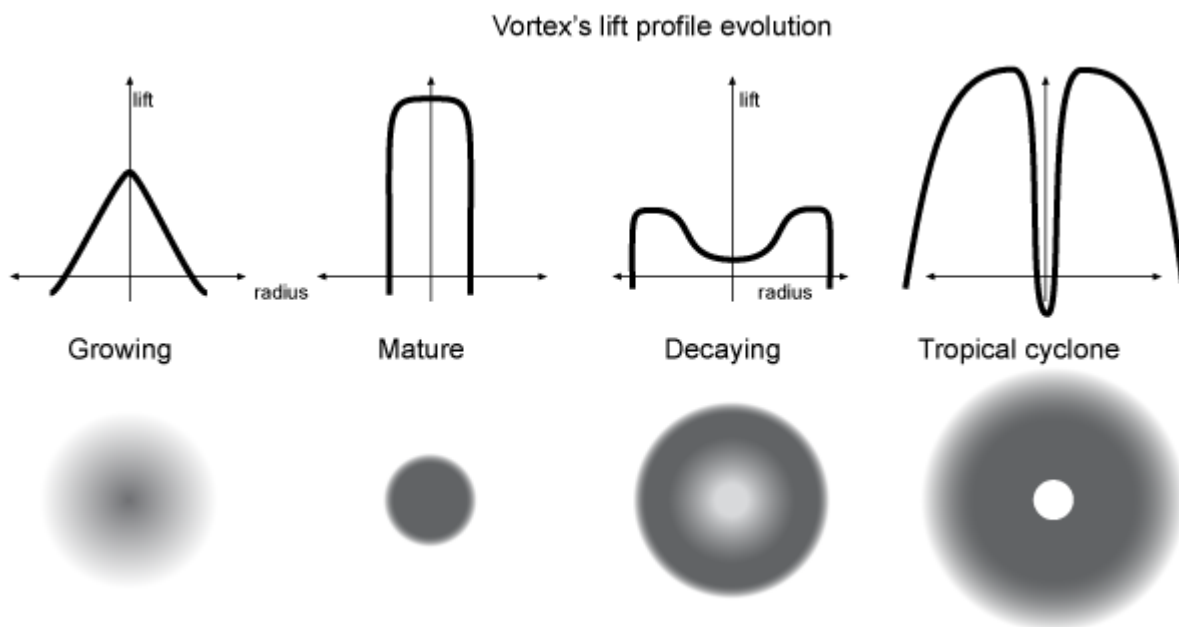 Vortex's lift profile evolution
lift
lift
radius
radius
Growing
Mature
Decaying
Tropical cyclone